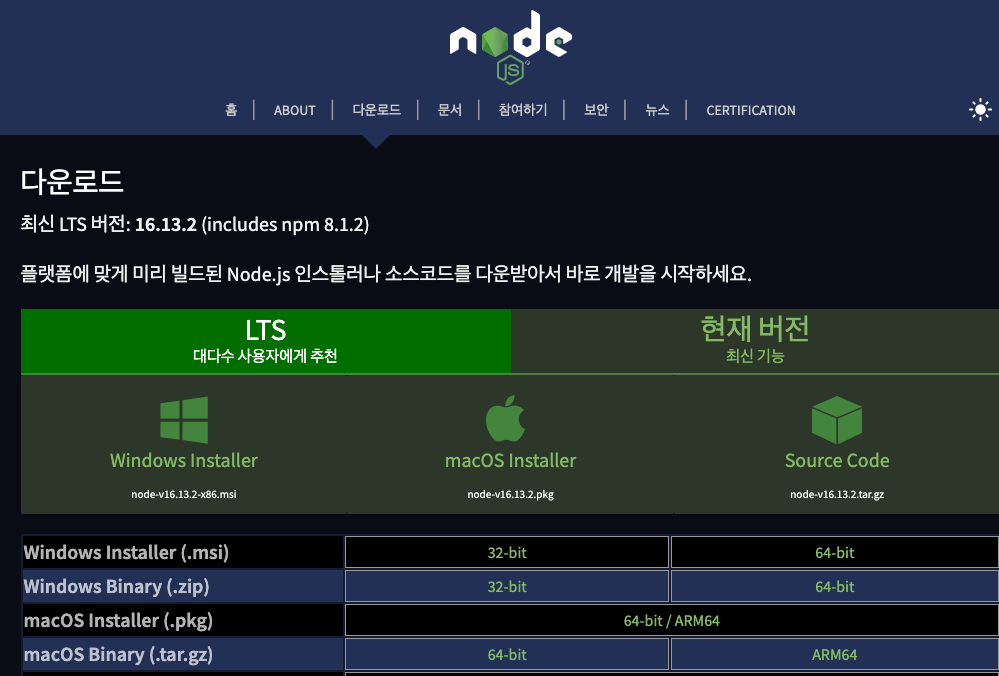 node
JS
홈 | ABOUT | 다운로드 | 문서 | 참여하기 | 보안 | 뉴스 | CERTIFICATION
다운로드
최신 LTS 버전: 16.13.2 (includes npm 8.1.2)
플랫폼에 맞게 미리 빌드된 Node.js 인스톨러나 소스코드를 다운받아서 바로 개발을 시작하세요.
LTS
대다수 사용자에게 추천
현재 버전
최신 기능
Windows Installer
node-v16.13.2-x86.msi
macOS Installer
node-v16.13.2.pkg
Source Code
node-v16.13.2.tar.gz
Windows Installer (.msi) 32-bit 64-bit
Windows Binary (.zip) 32-bit 64-bit
macOS Installer (.pkg) 64-bit / ARM64
macOS Binary (.tar.gz) 64-bit ARM64